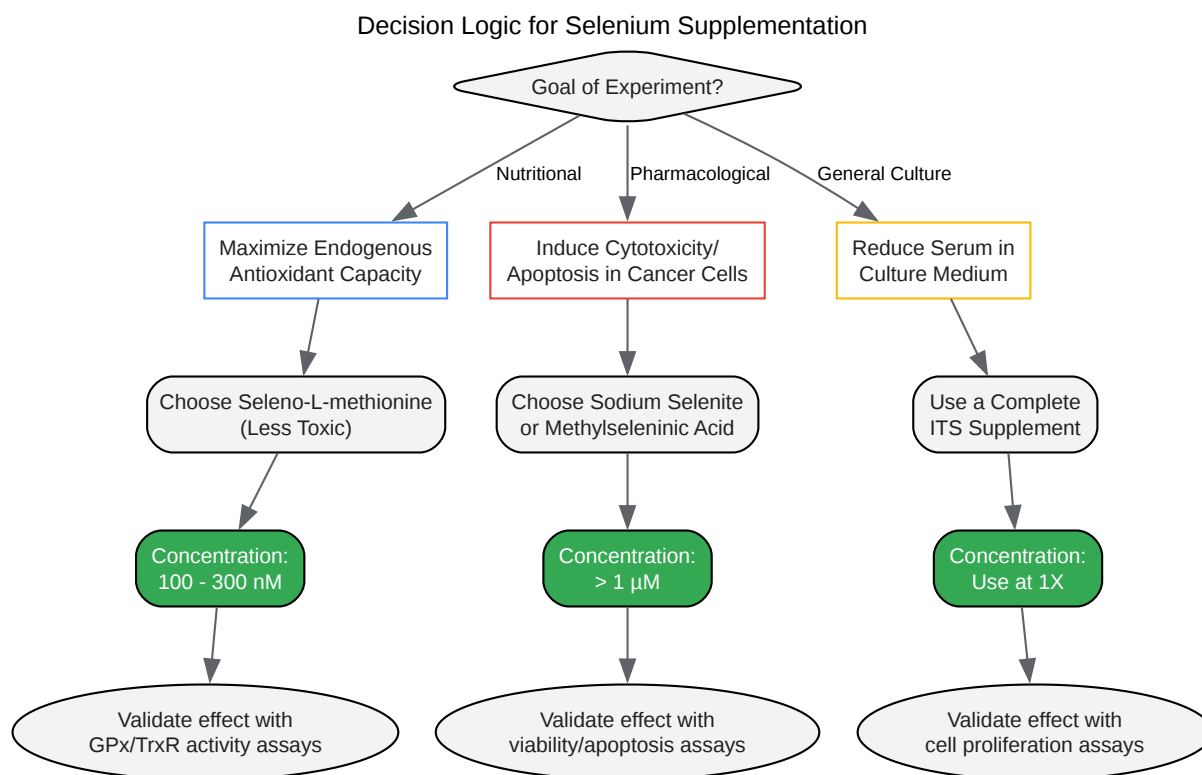 Decision Logic for Selenium Supplementation
Goal of Experiment?
Nutritional
Pharmacological
General Culture
Maximize Endogenous
Antioxidant Capacity
Induce Cytotoxicity/
Apoptosis in Cancer Cells
Reduce Serum in
Culture Medium
Choose Seleno-L-methionine
(Less Toxic)
Choose Sodium Selenite
or Methylseleninic Acid
Use a Complete
ITS Supplement
Concentration:
100 - 300 nM
Concentration:
> 1 µM
Concentration:
Use at 1X
Validate effect with
GPx/TrxR activity assays
Validate effect with
viability/apoptosis assays
Validate effect with
cell proliferation assays